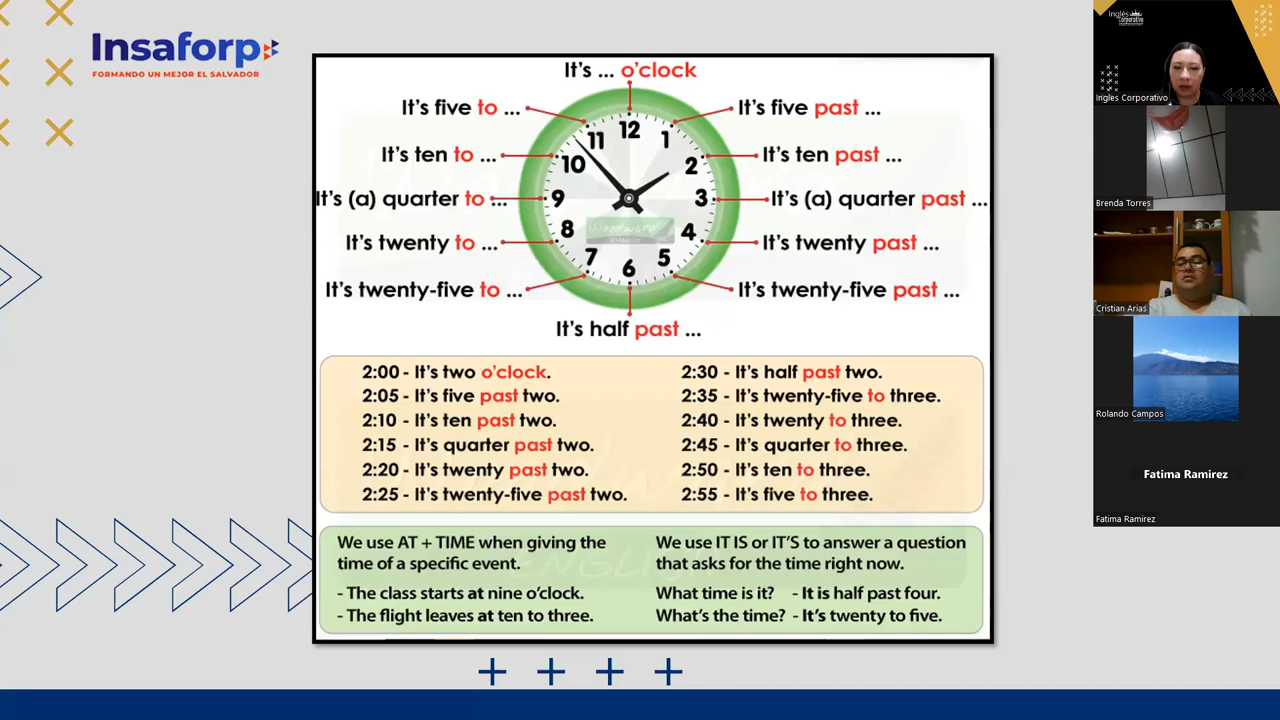 Insaforp
FORMANDO UN MEJOR EL SALVADOR
It's ... o'clock
It's five to ...
It's five past ...
It's ten to ...
It's ten past ...
It's (a) quarter to ...
It's (a) quarter past ...
It's twenty to ...
It's twenty past ...
It's twenty-five to ...
It's twenty-five past ...
It's half past ...
12
1
2
3
4
5
6
7
8
9
10
11
2:00 - It's two o'clock.
2:05 - It's five past two.
2:10 - It's ten past two.
2:15 - It's quarter past two.
2:20 - It's twenty past two.
2:25 - It's twenty-five past two.
2:30 - It's half past two.
2:35 - It's twenty-five to three.
2:40 - It's twenty to three.
2:45 - It's quarter to three.
2:50 - It's ten to three.
2:55 - It's five to three.
We use AT + TIME when giving the
time of a specific event.
- The class starts at nine o'clock.
- The flight leaves at ten to three.
We use IT IS or IT'S to answer a question
that asks for the time right now.
What time is it? - It is half past four.
What's the time? - It's twenty to five.
Inglés
Corporativo
Ingles Corporativo
Brenda Torres
Cristian Arias
Rolando Campos
Fatima Ramirez
Fatima Ramirez